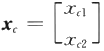 x_c = [x_{c1}
x_{c2}]